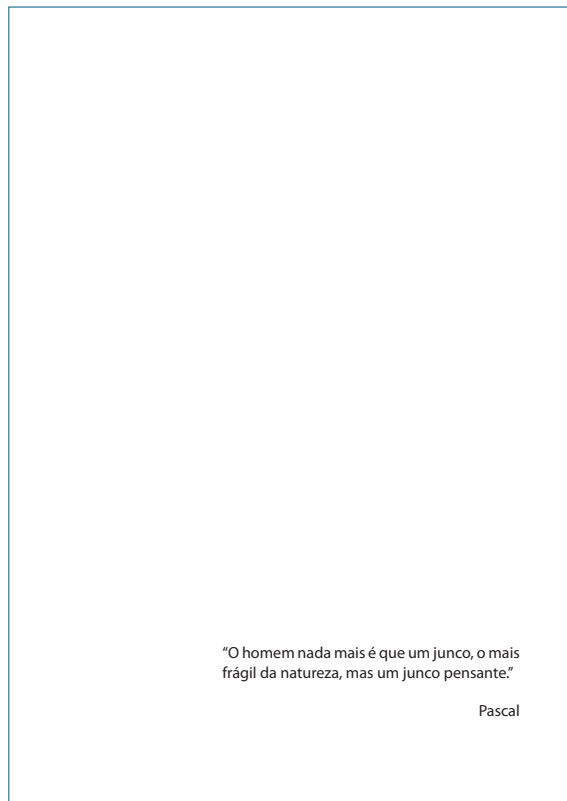 “O homem nada mais é que um junco, o mais
frágil da natureza, mas um junco pensante.”
Pascal